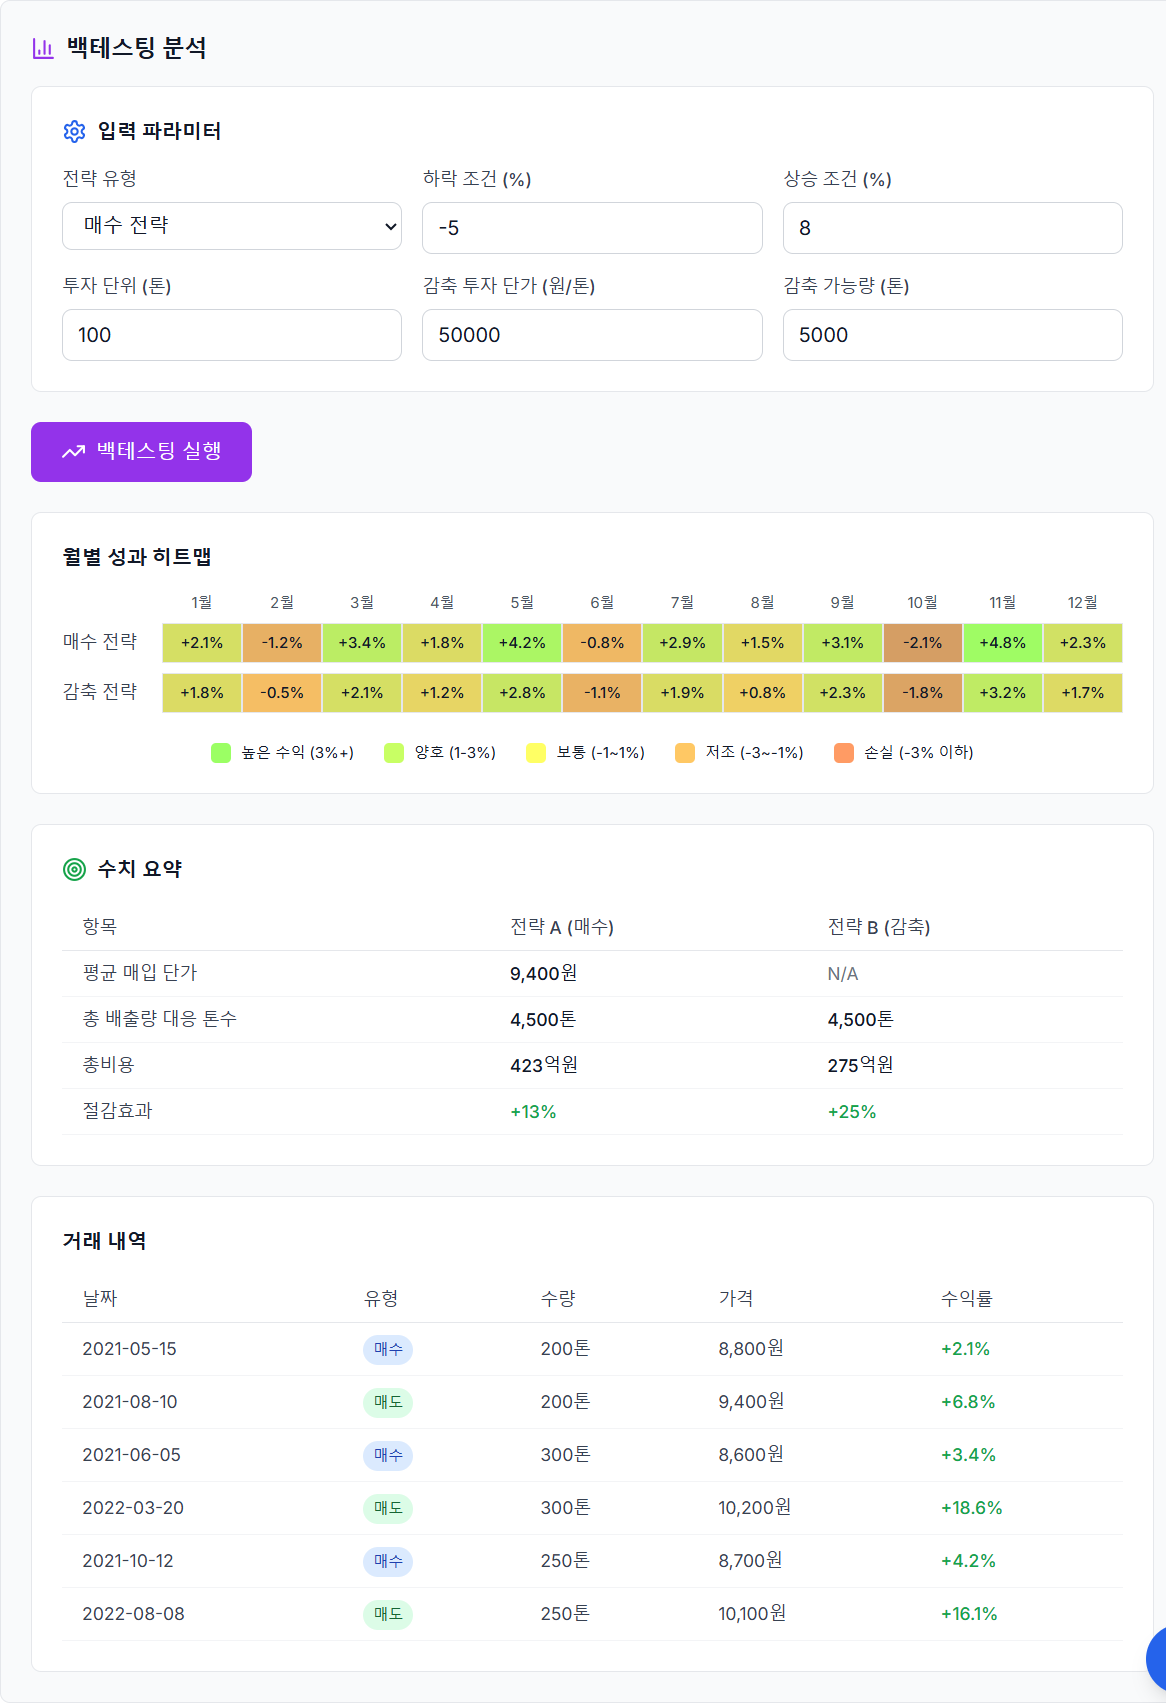 백테스팅 분석
입력 파라미터
전략 유형 하락 조건 (%) 상승 조건 (%)
매수 전략 -5 8
투자 단위 (톤) 감축 투자 단가 (원/톤) 감축 가능량 (톤)
100 50000 5000
백테스팅 실행
월별 성과 히트맵
1월 2월 3월 4월 5월 6월 7월 8월 9월 10월 11월 12월
매수 전략 +2.1% -1.2% +3.4% +1.8% +4.2% -0.8% +2.9% +1.5% +3.1% -2.1% +4.8% +2.3%
감축 전략 +1.8% -0.5% +2.1% +1.2% +2.8% -1.1% +1.9% +0.8% +2.3% -1.8% +3.2% +1.7%
높은 수익 (3%+) 양호 (1-3%) 보통 (-1~1%) 저조 (-3~-1%) 손실 (-3% 이하)
수치 요약
항목 전략 A (매수) 전략 B (감축)
평균 매입 단가 9,400원 N/A
총 배출량 대응 톤수 4,500톤 4,500톤
총비용 423억원 275억원
절감효과 +13% +25%
거래 내역
날짜 유형 수량 가격 수익률
2021-05-15 매수 200톤 8,800원 +2.1%
2021-08-10 매도 200톤 9,400원 +6.8%
2021-06-05 매수 300톤 8,600원 +3.4%
2022-03-20 매도 300톤 10,200원 +18.6%
2021-10-12 매수 250톤 8,700원 +4.2%
2022-08-08 매도 250톤 10,100원 +16.1%